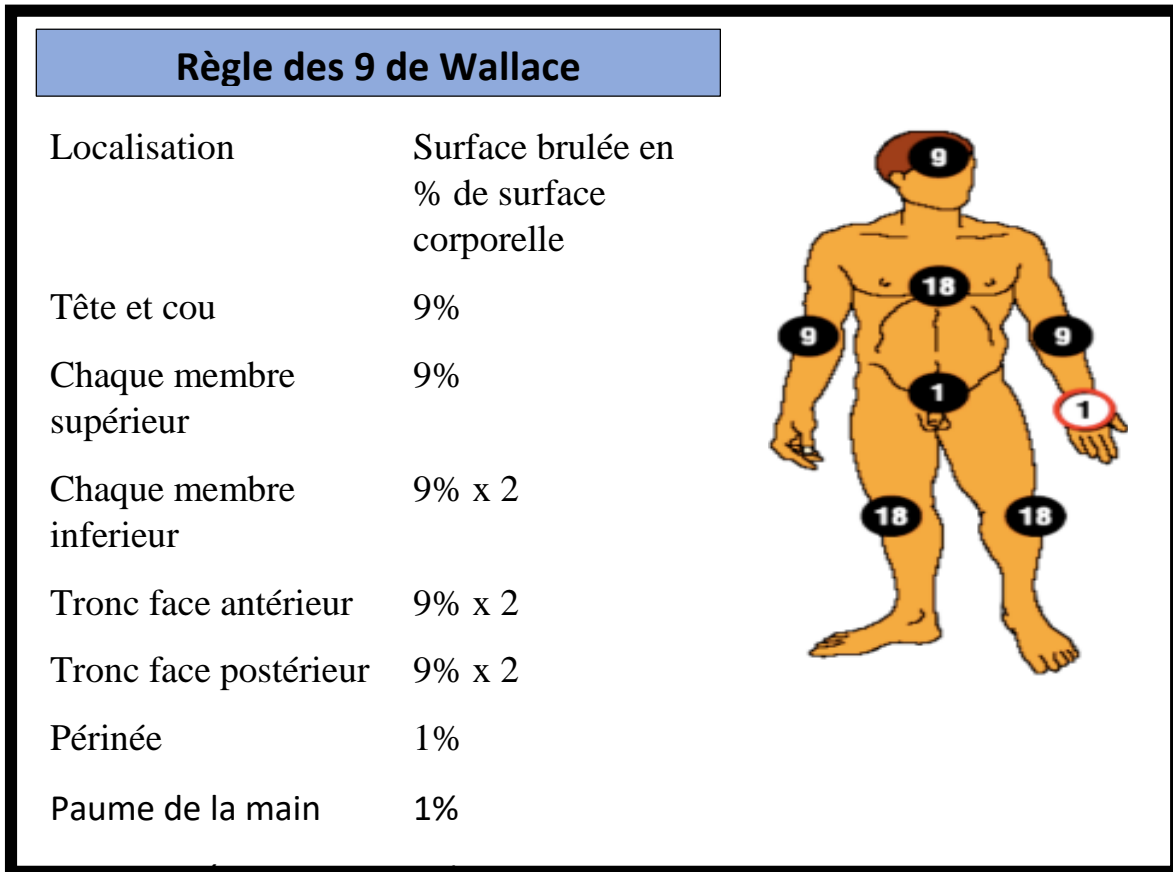 Règle des 9 de Wallace
Localisation Surface brulée en
% de surface
corporelle
Tête et cou 9%
Chaque membre 9%
supérieur
Chaque membre 9% x 2
inferieur
Tronc face antérieur 9% x 2
Tronc face postérieur 9% x 2
Périnée 1%
Paume de la main 1%
9
18
9 9
1
1
18 18